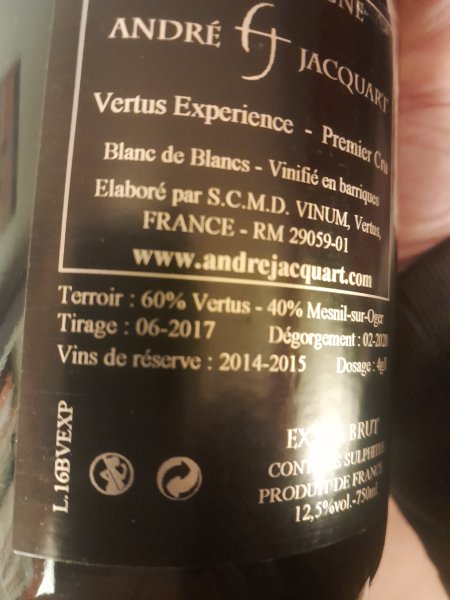 ANDRÉ JACQUART
Vertus Experience - Premier Cru
Blanc de Blancs - Vinifié en barriques
Elaboré par S.C.M.D. VINUM, Vertus,
FRANCE - RM 29059-01
www.andrejacquart.com
Terroir : 60% Vertus - 40% Mesnil-sur-Oger
Tirage : 06-2017 Dégorgement : 02-2020
Vins de réserve : 2014-2015 Dosage : 4g/l
EXTRA BRUT
CONTAINS SULPHITES
PRODUIT DE FRANCE
12,5%vol.-750ml
L.16BVEXP